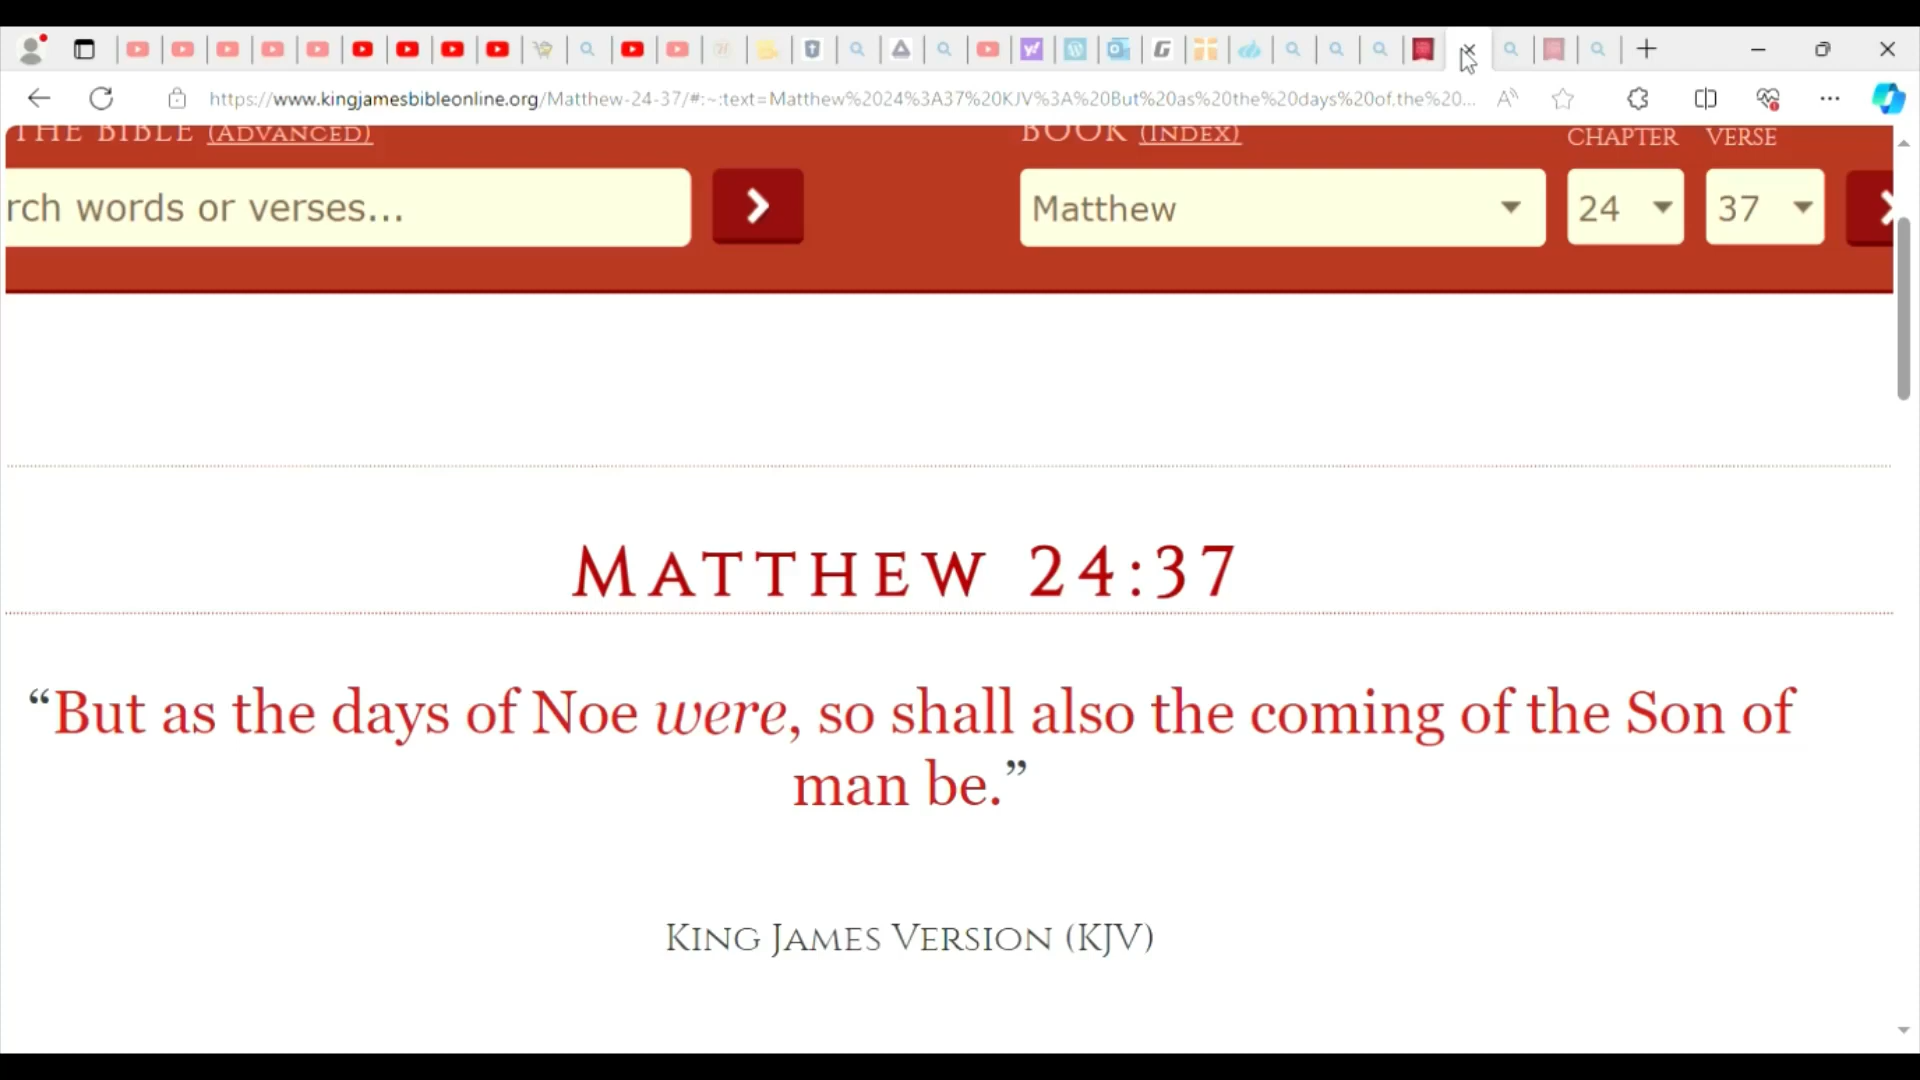 https://www.kingjamesbibleonline.org/Matthew-24-37/#:~:text=Matthew%2024%3A37%20KJV%3A%20But%20as%20the%20days%20of,the%20...
THE BIBLE (ADVANCED)
BOOK (INDEX)
CHAPTER VERSE
rch words or verses...
Matthew
24
37
MATTHEW 24:37
“But as the days of Noe were, so shall also the coming of the Son of
man be.”
KING JAMES VERSION (KJV)